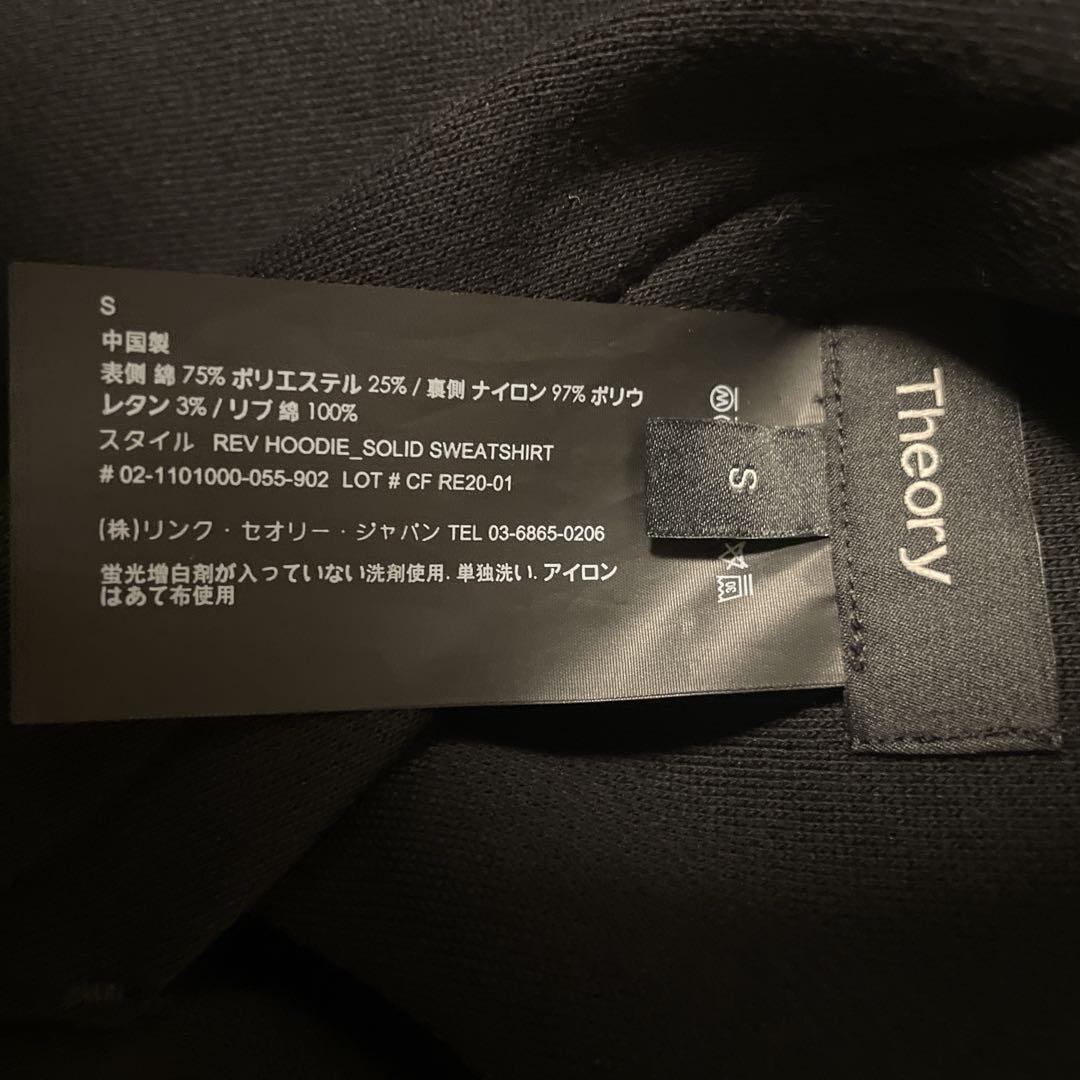 S
中国製
表側 綿 75% ポリエステル 25% / 裏側 ナイロン 97% ポリウ
レタン 3% / リブ 綿 100%
スタイル REV HOODIE_SOLID SWEATSHIRT
# 02-1101000-055-902 LOT # CF RE20-01
(株)リンク・セオリー・ジャパン TEL 03-6865-0206
蛍光増白剤が入っていない洗剤使用. 単独洗い. アイロン
はあて布使用
S
Theory
W
30